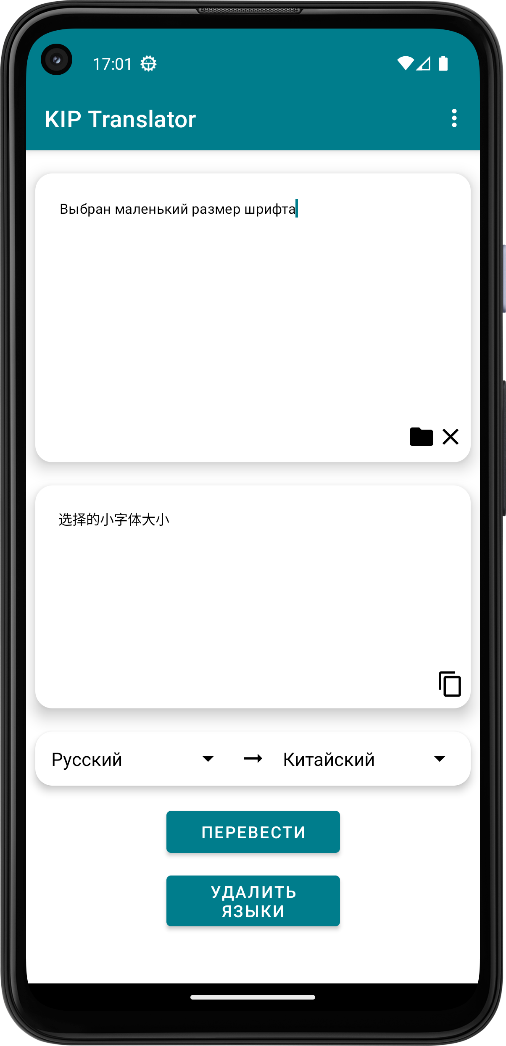 17:01
KIP Translator
Выбран маленький размер шрифта
选择的小字体大小
Русский
Китайский
ПЕРЕВЕСТИ
УДАЛИТЬ
ЯЗЫКИ